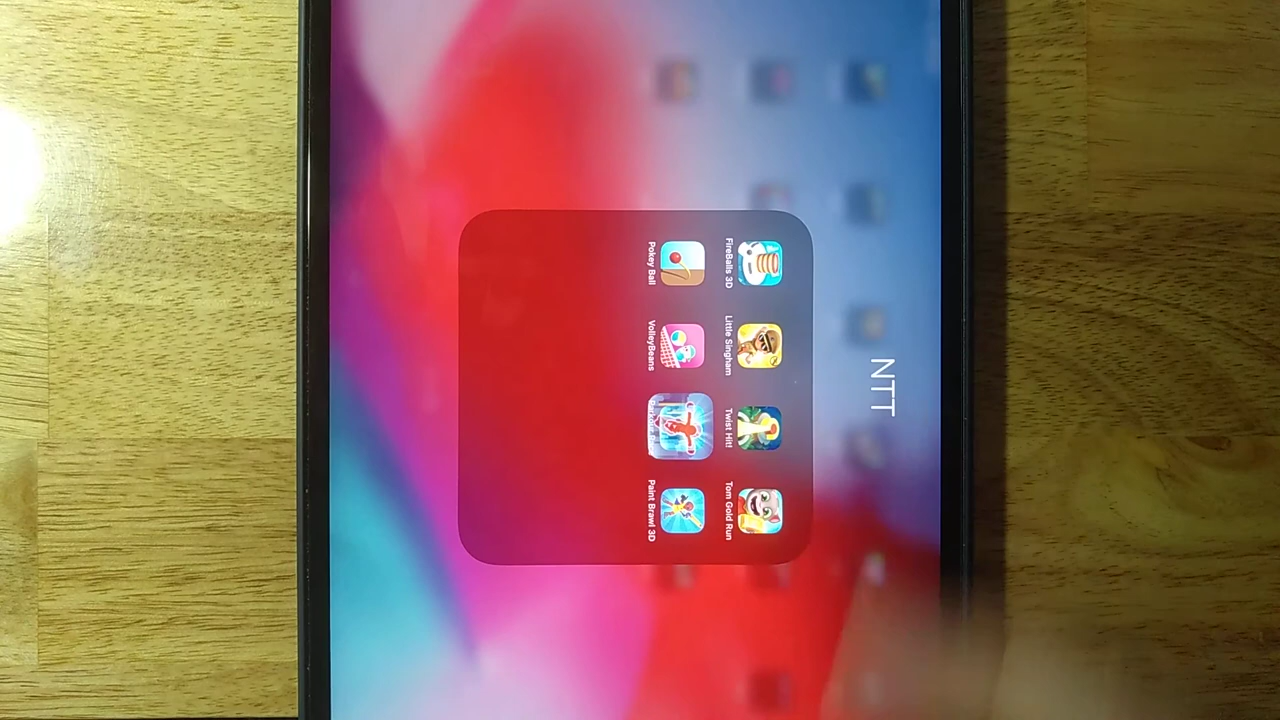 NTT
FireBalls 3D
Little Singham
Twist Hit!
Tom Gold Run
Pokey Ball
VolleyBeans
Paint Brawl 3D